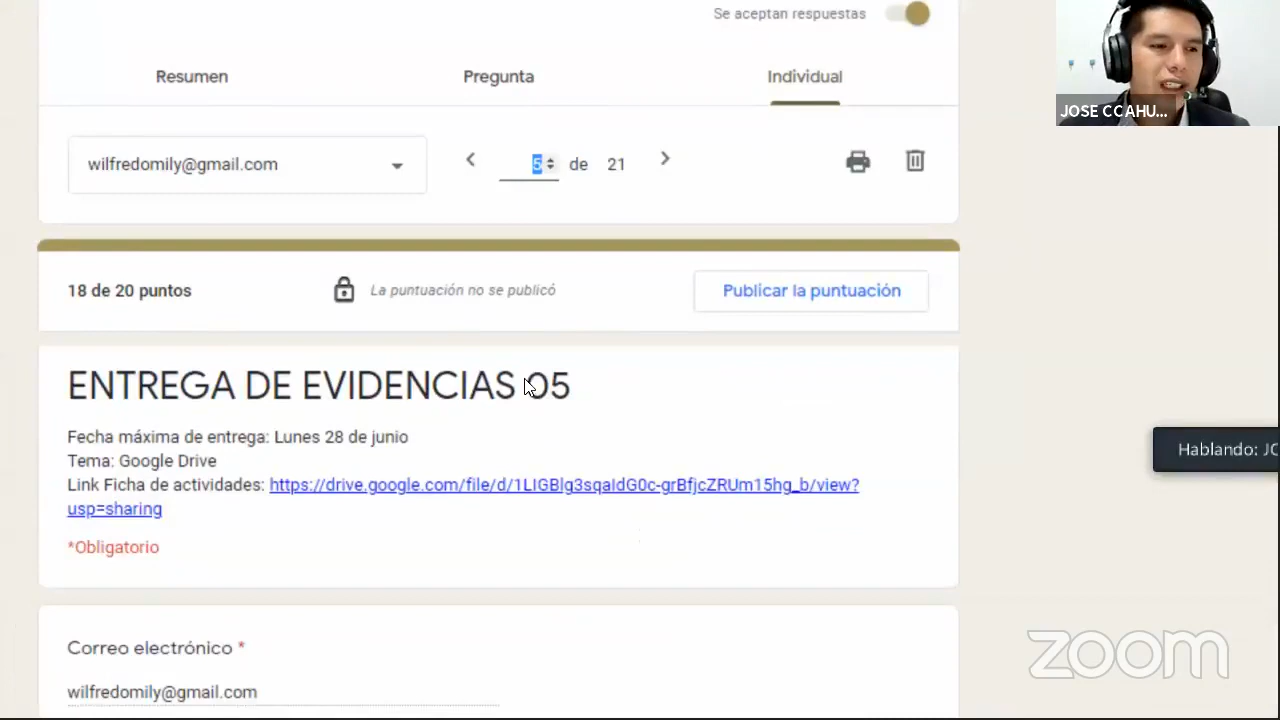 Se aceptan respuestas
Resumen Pregunta Individual
JOSE CCAHU...
wilfredomily@gmail.com 5 de 21
18 de 20 puntos La puntuación no se publicó Publicar la puntuación
ENTREGA DE EVIDENCIAS 05
Fecha máxima de entrega: Lunes 28 de junio
Hablando: JC
Tema: Google Drive
Link Ficha de actividades: https://drive.google.com/file/d/1LIGBlg3sqaIdG0c-grBfjcZRUm15hg_b/view?
usp=sharing
*Obligatorio
Correo electrónico *
wilfredomily@gmail.com
zoom